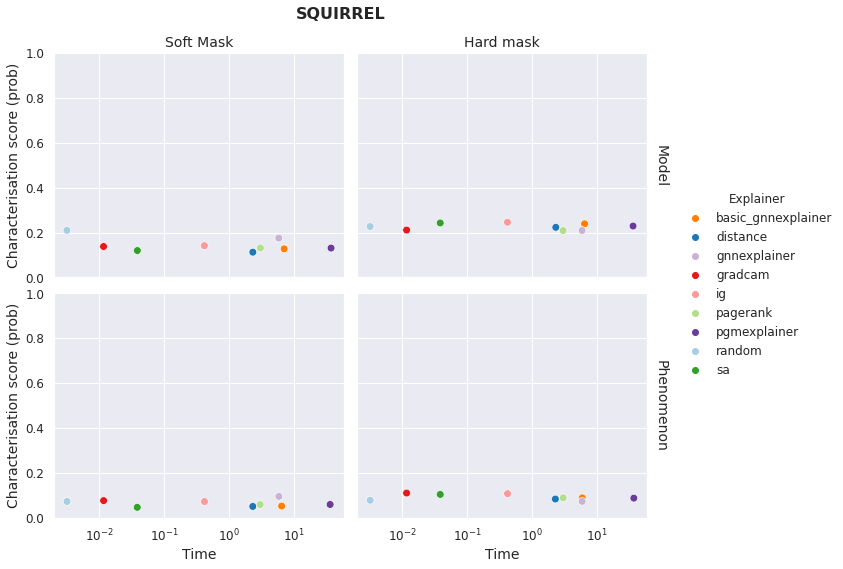 SQUIRREL
Soft Mask
Hard mask
Characterisation score (prob)
1.0
0.8
0.6
0.4
0.2
0.0
Model
Characterisation score (prob)
1.0
0.8
0.6
0.4
0.2
0.0
Phenomenon
10⁻² 10⁻¹ 10⁰ 10¹
Time
10⁻² 10⁻¹ 10⁰ 10¹
Time
Explainer
basic_gnnexplainer
distance
gnnexplainer
gradcam
ig
pagerank
pgmexplainer
random
sa